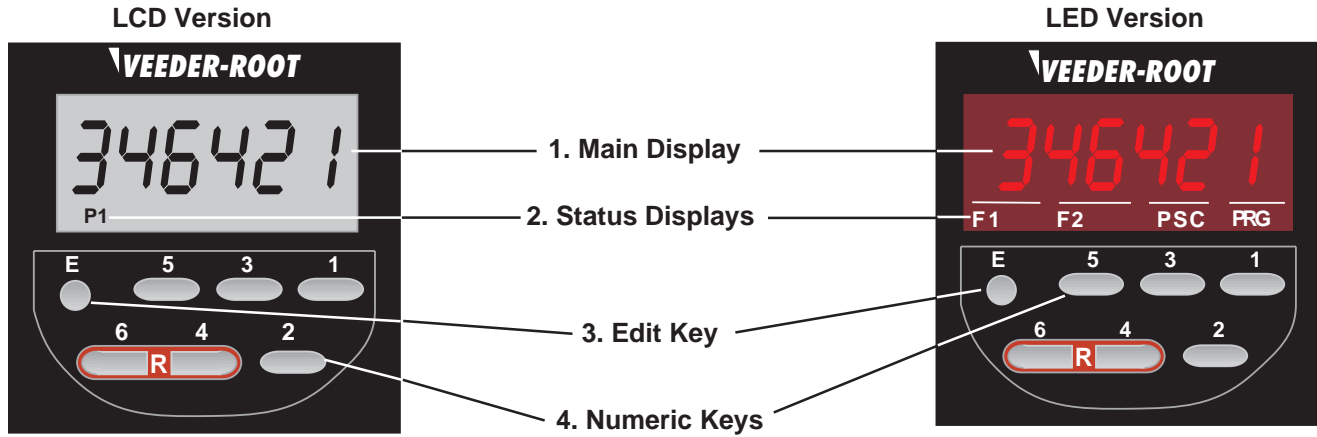 LCD Version
LED Version
VEEDER-ROOT
VEEDER-ROOT
346421
1. Main Display
346421
P1
2. Status Displays
F1 F2 PSC PRG
E 5 3 1
E 5 3 1
3. Edit Key
6 4 2
6 4 2
R
R
4. Numeric Keys